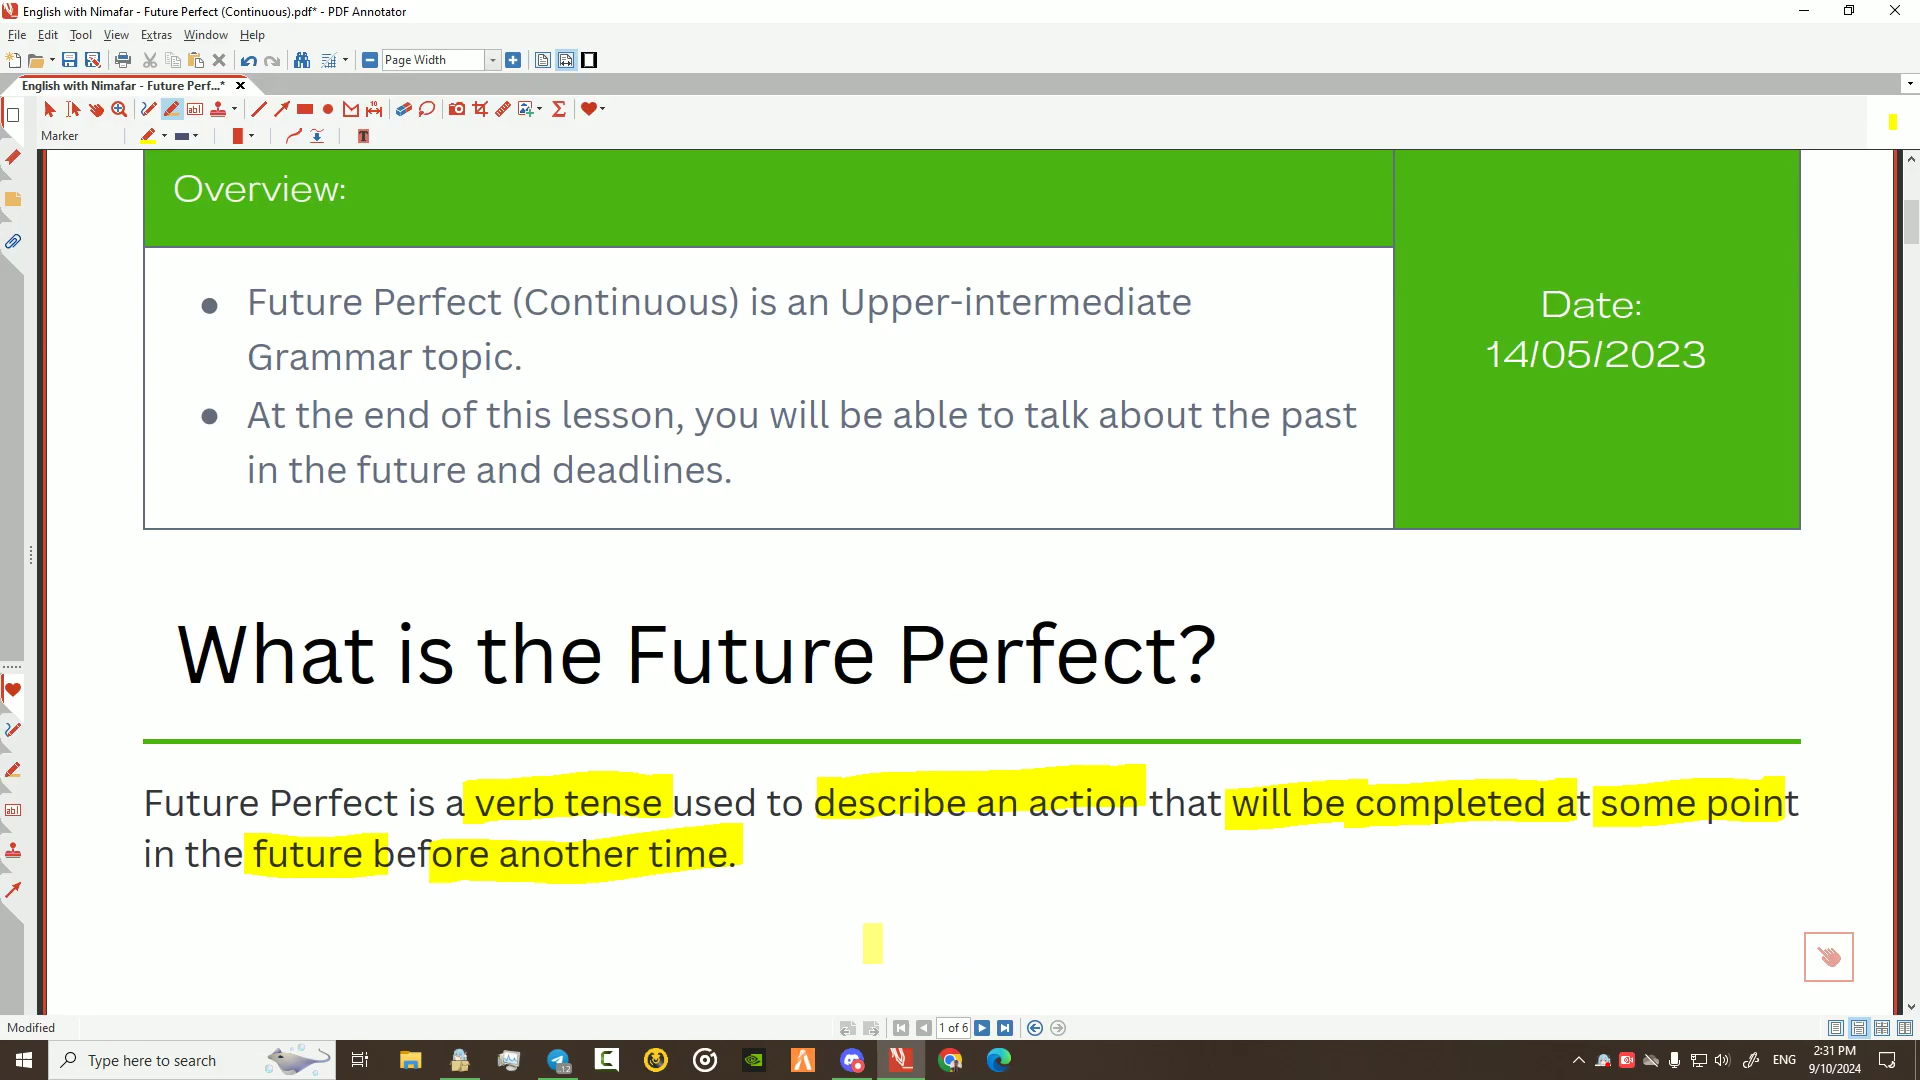 English with Nimafar - Future Perfect (Continuous).pdf* - PDF Annotator
File Edit Tool View Extras Window Help
Page Width
English with Nimafar - Future Perf...*
Marker
Overview:
Future Perfect (Continuous) is an Upper-intermediate
Grammar topic.
At the end of this lesson, you will be able to talk about the past
in the future and deadlines.
Date:
14/05/2023
What is the Future Perfect?
Future Perfect is a verb tense used to describe an action that will be completed at some point
in the future before another time.
Modified
1 of 6
Type here to search
12
ENG
2:31 PM
9/10/2024